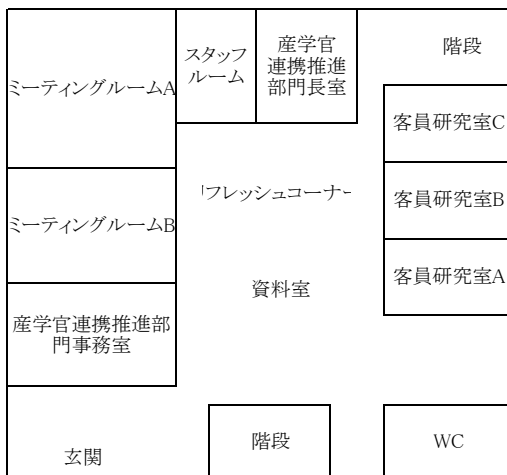 スタッフ
ルーム
産学官
連携推進
部門長室
階段
ミーティングルームA
客員研究室C
フレッシュコーナー
客員研究室B
ミーティングルームB
客員研究室A
資料室
産学官連携推進部
門事務室
階段
WC
玄関